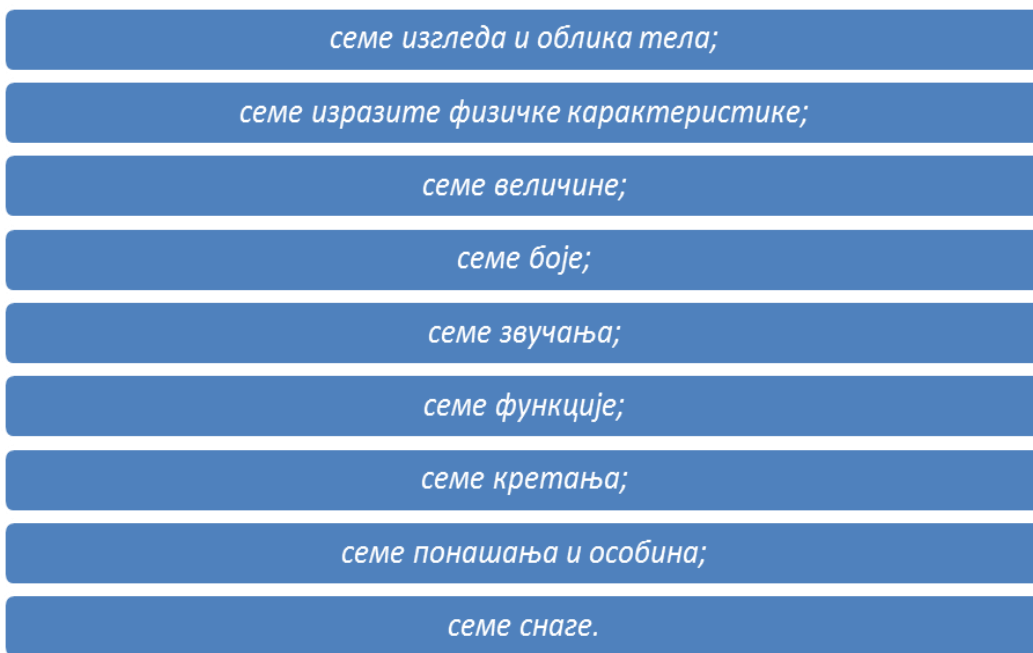 семе изгледа и облика тела;
семе изразите физичке карактеристике;
семе величине;
семе боје;
семе звучања;
семе функције;
семе кретања;
семе понашања и особина;
семе снаге.